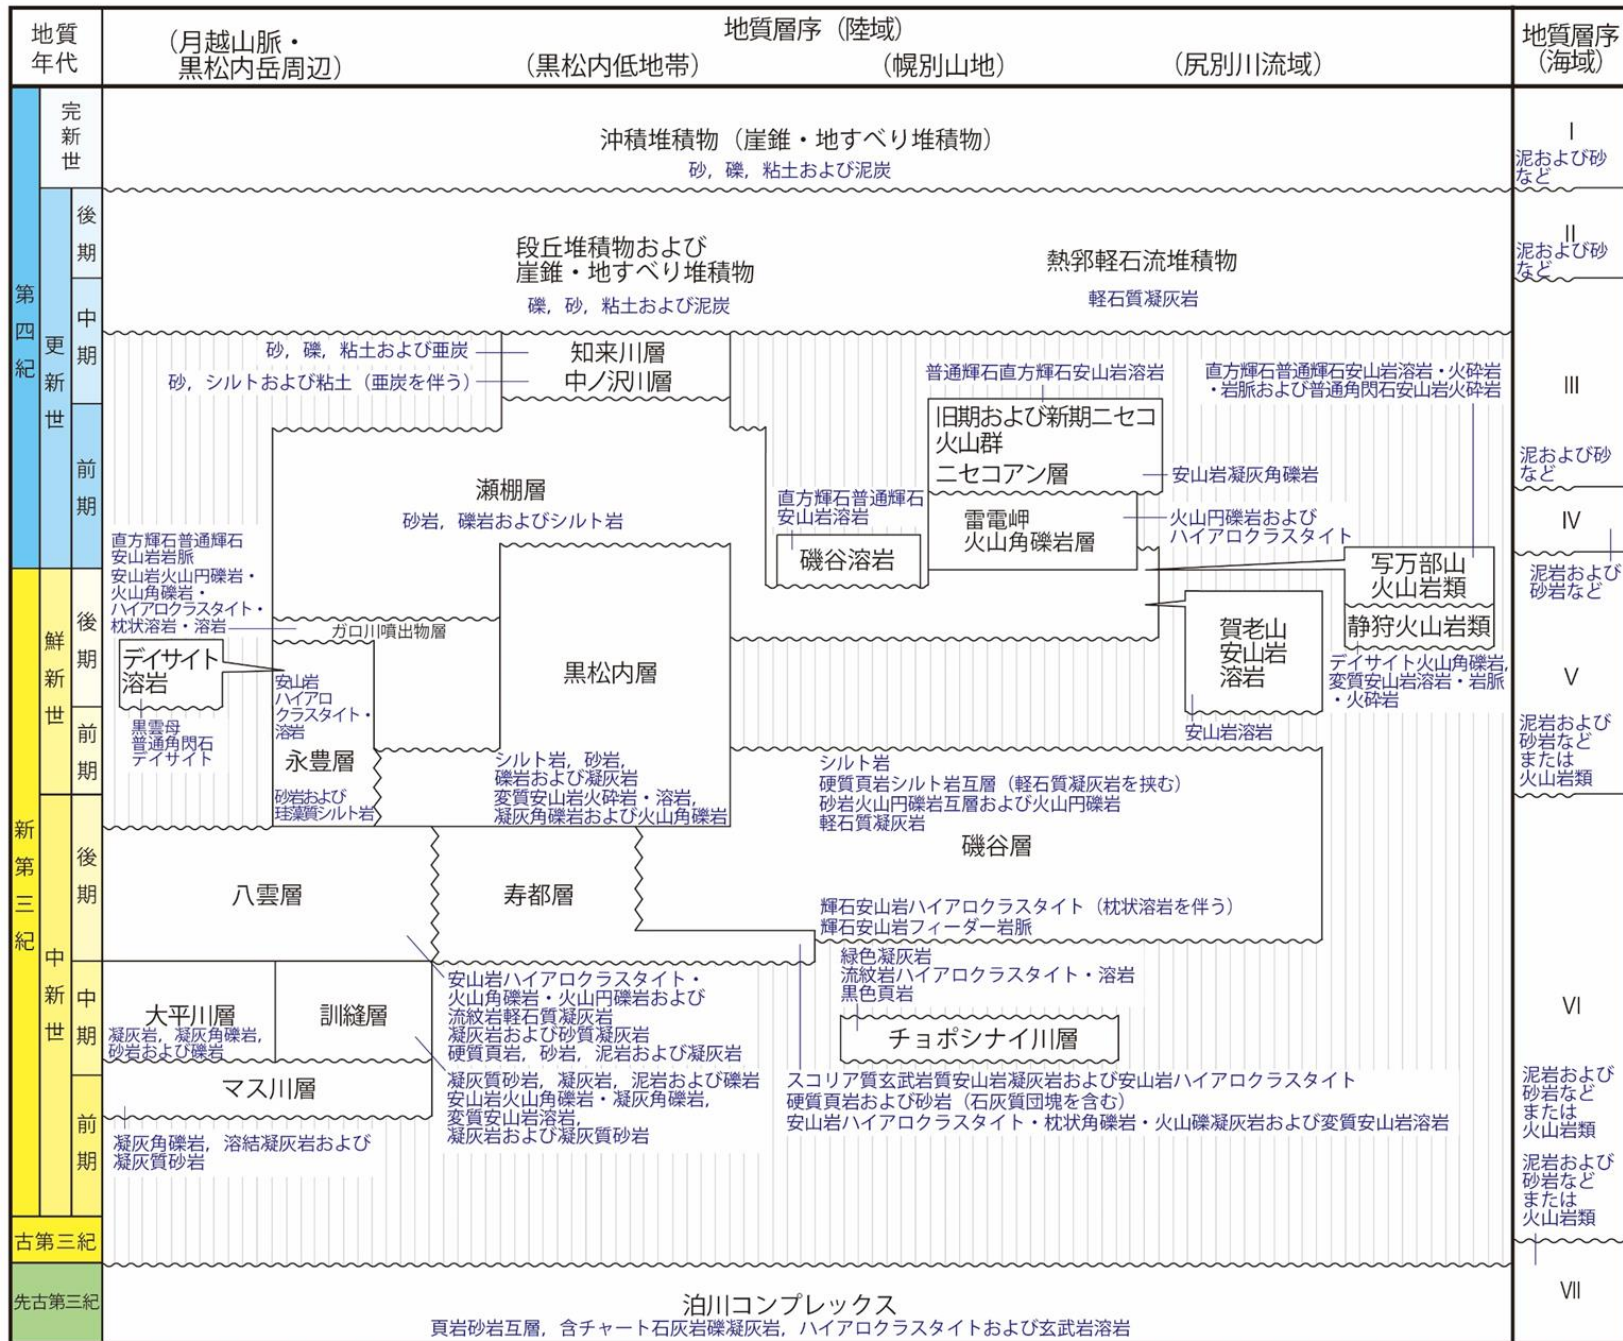 地質
年代
地質層序（陸域）
（月越山脈・
黒松内岳周辺）
（黒松内低地帯）
（幌別山地）
（尻別川流域）
地質層序
（海域）
第四紀
完新世
更新世
後期
中期
前期
新第三紀
鮮新世
後期
前期
中新世
後期
中期
前期
古第三紀
先古第三紀
沖積堆積物（崖錐・地すべり堆積物）
砂，礫，粘土および泥炭
段丘堆積物および
崖錐・地すべり堆積物
礫，砂，粘土および泥炭
熱郛軽石流堆積物
軽石質凝灰岩
砂，礫，粘土および亜炭
知来川層
砂，シルトおよび粘土（亜炭を伴う）
中ノ沢川層
普通輝石直方輝石安山岩溶岩
直方輝石普通輝石安山岩溶岩・火砕岩
・岩脈および普通角閃石安山岩火砕岩
旧期および新期ニセコ
火山群
ニセコアン層
安山岩凝灰角礫岩
瀬棚層
砂岩，礫岩およびシルト岩
直方輝石普通輝石
安山岩溶岩
磯谷溶岩
雷電岬
火山角礫岩層
火山円礫岩および
ハイアロクラスタイト
写万部山
火山岩類
静狩火山岩類
デイサイト火山角礫岩，
変質安山岩溶岩・岩脈
・火砕岩
賀老山
安山岩
溶岩
安山岩溶岩
直方輝石普通輝石
安山岩岩脈
安山岩火山円礫岩・
火山角礫岩・
ハイアロクラスタイト・
枕状溶岩・溶岩
ガロ川噴出物層
デイサイト
溶岩
黒雲母
普通角閃石
デイサイト
安山岩
ハイアロ
クラスタイト・
溶岩
永豊層
砂岩および
珪藻質シルト岩
黒松内層
シルト岩，砂岩，
礫岩および凝灰岩
変質安山岩火砕岩・溶岩，
凝灰角礫岩および火山角礫岩
シルト岩
硬質頁岩シルト岩互層（軽石質凝灰岩を挟む）
砂岩火山円礫岩互層および火山円礫岩
軽石質凝灰岩
磯谷層
輝石安山岩ハイアロクラスタイト（枕状溶岩を伴う）
輝石安山岩フィーダー岩脈
八雲層
寿都層
緑色凝灰岩
流紋岩ハイアロクラスタイト・溶岩
黒色頁岩
チョポシナイ川層
大平川層
凝灰岩，凝灰角礫岩，
砂岩および礫岩
訓縫層
安山岩ハイアロクラスタイト・
火山角礫岩・火山円礫岩および
流紋岩軽石質凝灰岩
凝灰岩および砂質凝灰岩
硬質頁岩，砂岩，泥岩および凝灰岩
マス川層
凝灰角礫岩，溶結凝灰岩および
凝灰質砂岩
凝灰質砂岩，凝灰岩，泥岩および礫岩
安山岩火山角礫岩・凝灰角礫岩，
変質安山岩溶岩，
凝灰岩および凝灰質砂岩
スコリア質玄武岩質安山岩凝灰岩および安山岩ハイアロクラスタイト
硬質頁岩および砂岩（石灰質団塊を含む）
安山岩ハイアロクラスタイト・枕状角礫岩・火山礫凝灰岩および変質安山岩溶岩
泊川コンプレックス
頁岩砂岩互層，含チャート石灰岩礫凝灰岩，ハイアロクラスタイトおよび玄武岩溶岩
Ⅰ
泥および砂
など
Ⅱ
泥および砂
など
Ⅲ
泥および砂
など
Ⅳ
泥岩および
砂岩など
Ⅴ
泥岩および
砂岩など
または
火山岩類
Ⅵ
泥岩および
砂岩など
または
火山岩類
泥岩および
砂岩など
または
火山岩類
Ⅶ